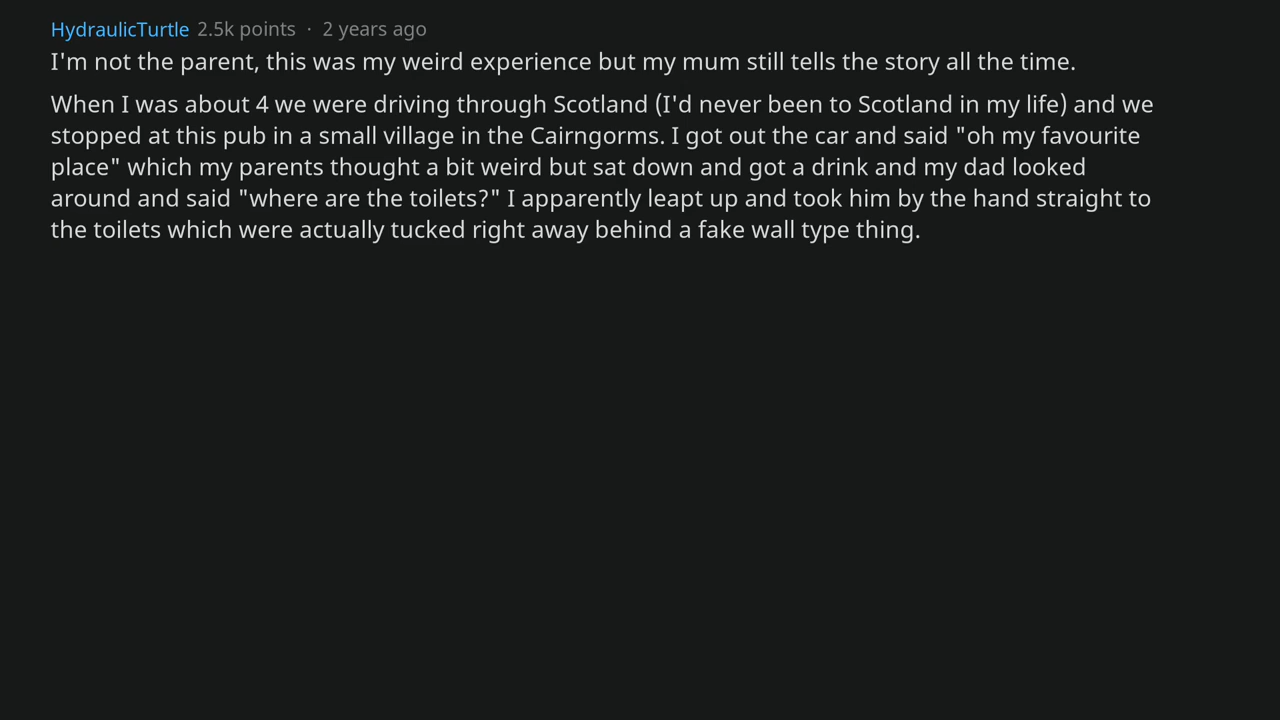 HydraulicTurtle 2.5k points · 2 years ago
I'm not the parent, this was my weird experience but my mum still tells the story all the time.
When I was about 4 we were driving through Scotland (I'd never been to Scotland in my life) and we
stopped at this pub in a small village in the Cairngorms. I got out the car and said "oh my favourite
place" which my parents thought a bit weird but sat down and got a drink and my dad looked
around and said "where are the toilets?" I apparently leapt up and took him by the hand straight to
the toilets which were actually tucked right away behind a fake wall type thing.